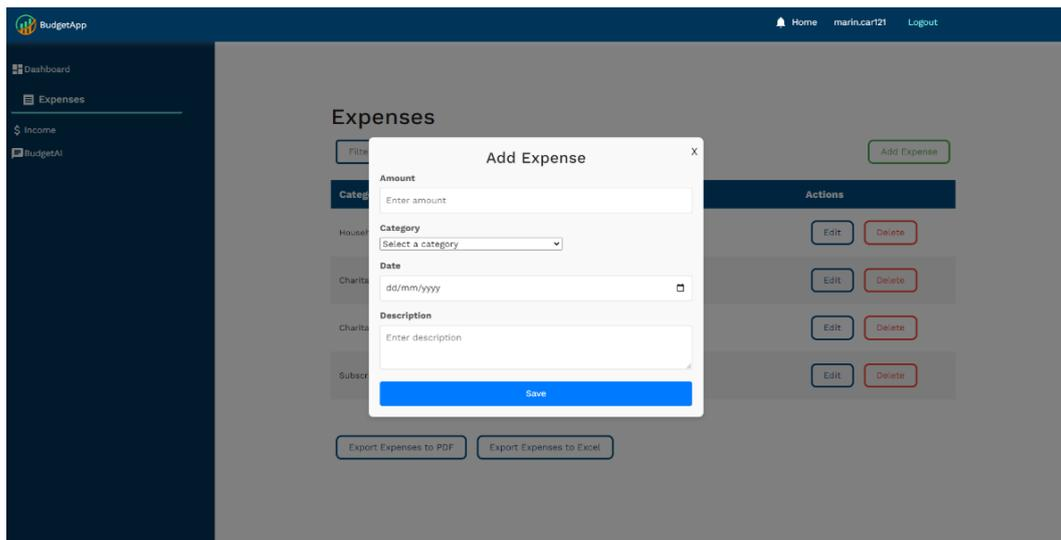 BudgetApp
Home marin.car121 Logout
Dashboard
Expenses
Income
BudgetAI
Expenses
Add Expense
Add Expense X
Amount
Enter amount
Category
Select a category
Date
dd/mm/yyyy
Description
Enter description
Save
Actions
Edit Delete
Edit Delete
Edit Delete
Edit Delete
Export Expenses to PDF Export Expenses to Excel